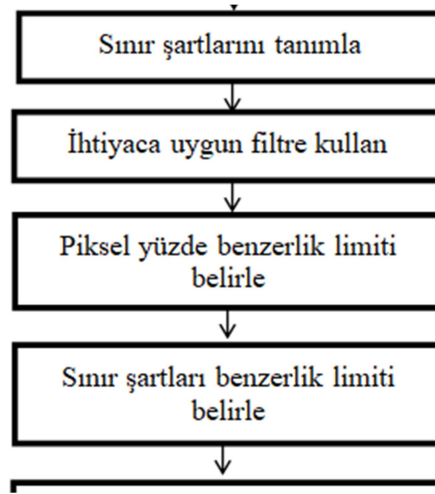 Sınır şartlarını tanımla
İhtiyaca uygun filtre kullan
Piksel yüzde benzerlik limiti
belirle
Sınır şartları benzerlik limiti
belirle